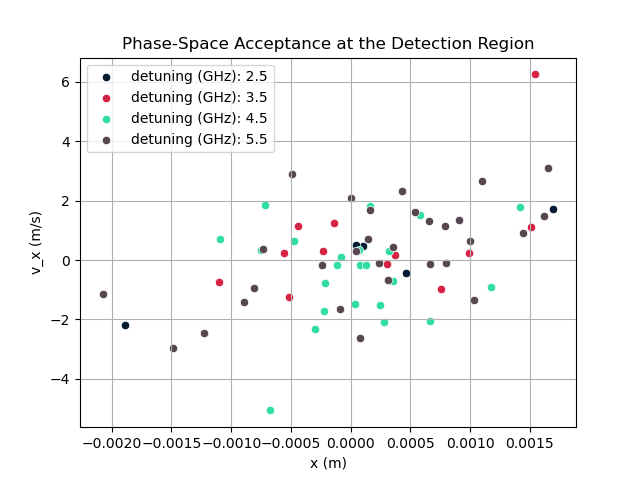 Phase-Space Acceptance at the Detection Region
detuning (GHz): 2.5
detuning (GHz): 3.5
detuning (GHz): 4.5
detuning (GHz): 5.5
6
4
2
0
−2
−4
v_x (m/s)
−0.0020 −0.0015 −0.0010 −0.0005 0.0000 0.0005 0.0010 0.0015
x (m)